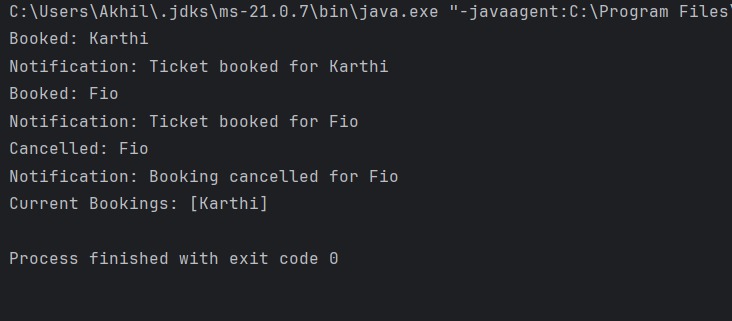 C:\Users\Akhil\.jdks\ms-21.0.7\bin\java.exe "-javaagent:C:\Program Files\
Booked: Karthi
Notification: Ticket booked for Karthi
Booked: Fio
Notification: Ticket booked for Fio
Cancelled: Fio
Notification: Booking cancelled for Fio
Current Bookings: [Karthi]
Process finished with exit code 0